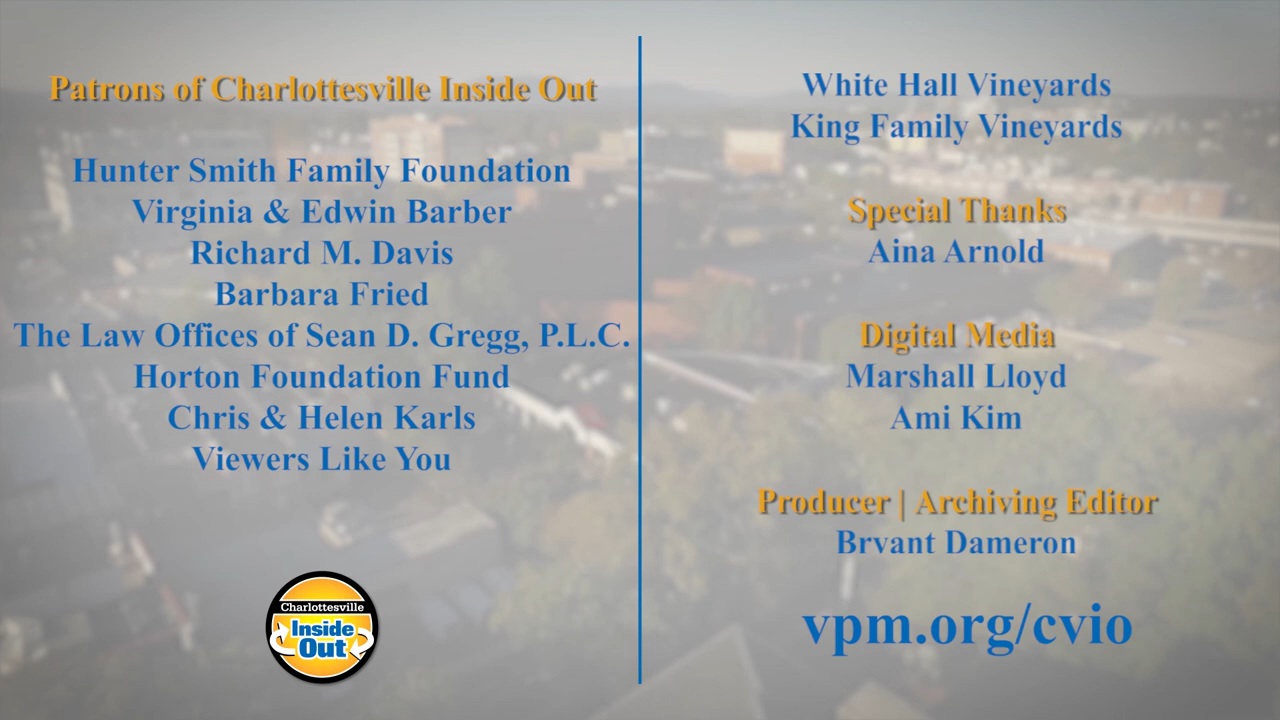 Patrons of Charlottesville Inside Out
Hunter Smith Family Foundation
Virginia & Edwin Barber
Richard M. Davis
Barbara Fried
The Law Offices of Sean D. Gregg, P.L.C.
Horton Foundation Fund
Chris & Helen Karls
Viewers Like You
Charlottesville
Inside
Out
White Hall Vineyards
King Family Vineyards
Special Thanks
Aina Arnold
Digital Media
Marshall Lloyd
Ami Kim
Producer | Archiving Editor
Bryant Dameron
vpm.org/cvio